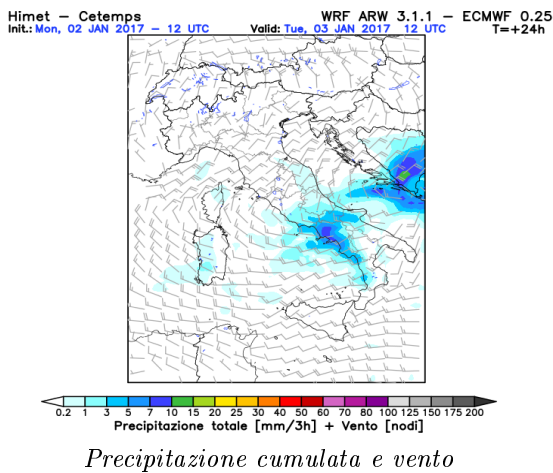 Himet – Cetemps WRF ARW 3.1.1 – ECMWF 0.25
Init.: Mon, 02 JAN 2017 – 12 UTC Valid: Tue, 03 JAN 2017 12 UTC T=+24h
0.2 1 3 5 7 10 15 20 25 30 40 50 60 70 80 100 125 150 175 200
Precipitazione totale [mm/3h] + Vento [nodi]
Precipitazione cumulata e vento